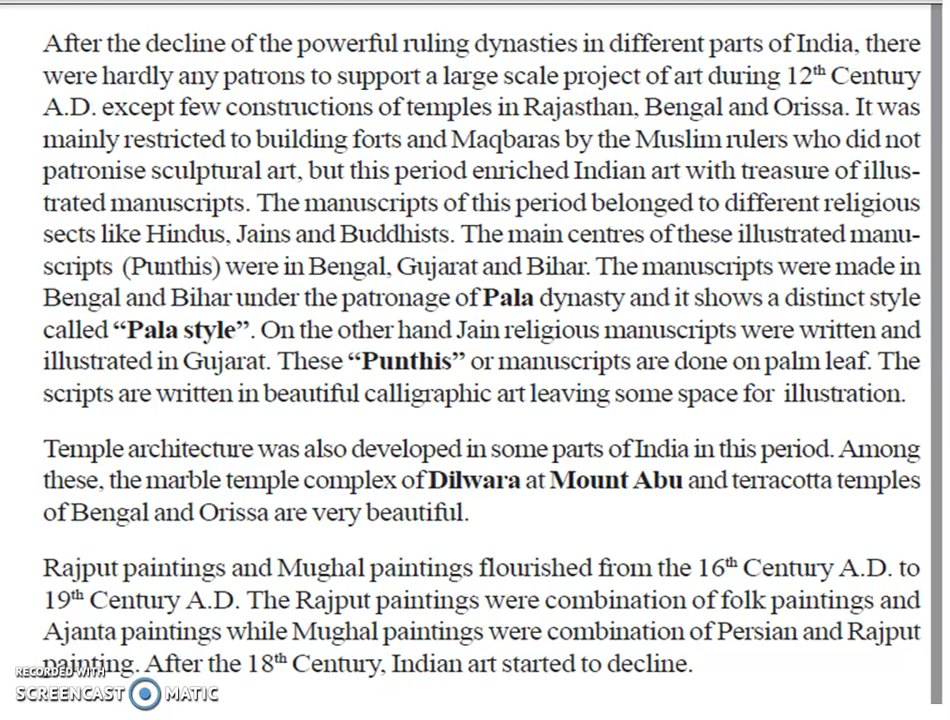 After the decline of the powerful ruling dynasties in different parts of India, there
were hardly any patrons to support a large scale project of art during 12th Century
A.D. except few constructions of temples in Rajasthan, Bengal and Orissa. It was
mainly restricted to building forts and Maqbaras by the Muslim rulers who did not
patronise sculptural art, but this period enriched Indian art with treasure of illus-
trated manuscripts. The manuscripts of this period belonged to different religious
sects like Hindus, Jains and Buddhists. The main centres of these illustrated manu-
scripts (Punthis) were in Bengal, Gujarat and Bihar. The manuscripts were made in
Bengal and Bihar under the patronage of Pala dynasty and it shows a distinct style
called “Pala style”. On the other hand Jain religious manuscripts were written and
illustrated in Gujarat. These “Punthis” or manuscripts are done on palm leaf. The
scripts are written in beautiful calligraphic art leaving some space for illustration.
Temple architecture was also developed in some parts of India in this period. Among
these, the marble temple complex of Dilwara at Mount Abu and terracotta temples
of Bengal and Orissa are very beautiful.
Rajput paintings and Mughal paintings flourished from the 16th Century A.D. to
19th Century A.D. The Rajput paintings were combination of folk paintings and
Ajanta paintings while Mughal paintings were combination of Persian and Rajput
painting. After the 18th Century, Indian art started to decline.
RECORDED WITH
SCREENCAST MATIC